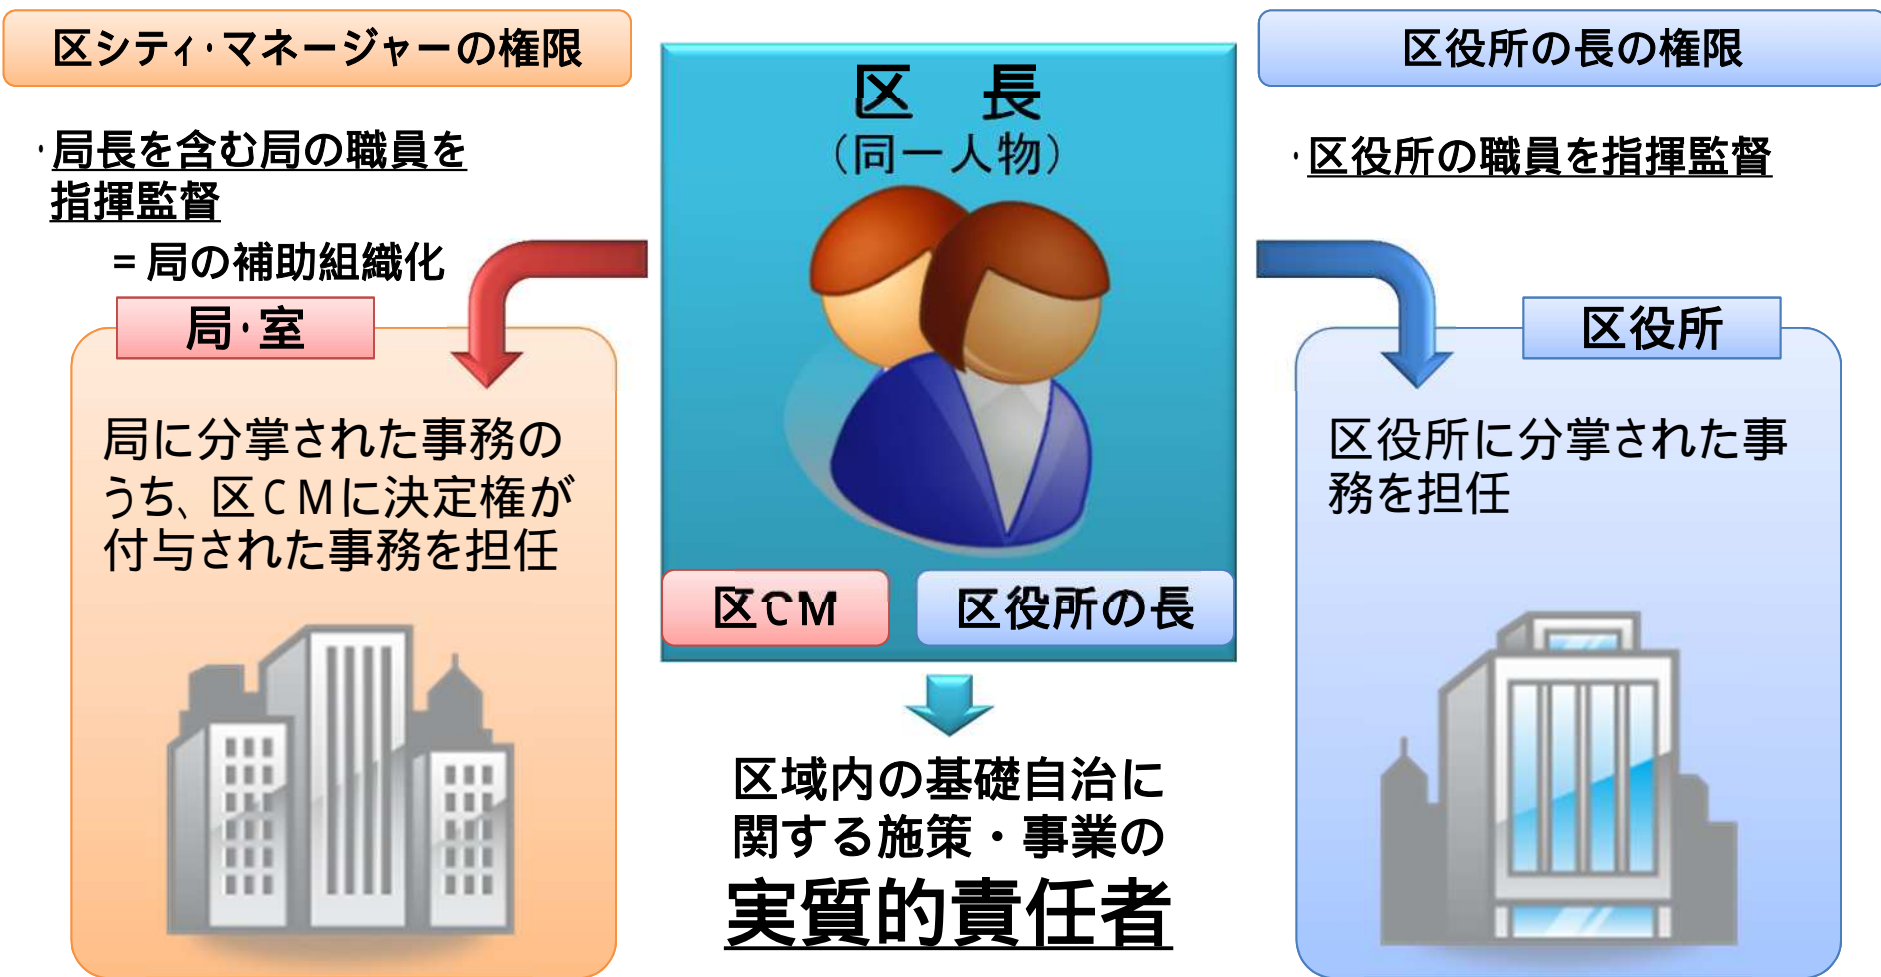 区シティ・マネージャーの権限
・局長を含む局の職員を
指揮監督
＝局の補助組織化
局・室
局に分掌された事務の
うち、区CMに決定権が
付与された事務を担任
区 長
（同一人物）
区CM
区役所の長
区域内の基礎自治に
関する施策・事業の
実質的責任者
区役所の長の権限
・区役所の職員を指揮監督
区役所
区役所に分掌された事
務を担任